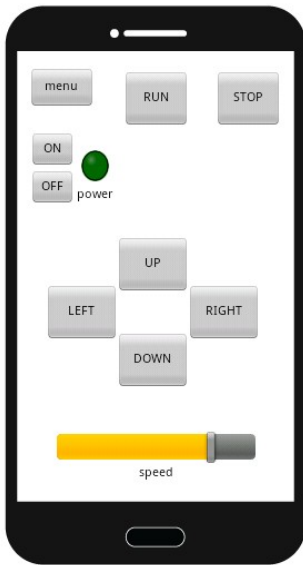 menu
RUN
STOP
ON
OFF
power
UP
LEFT
RIGHT
DOWN
speed